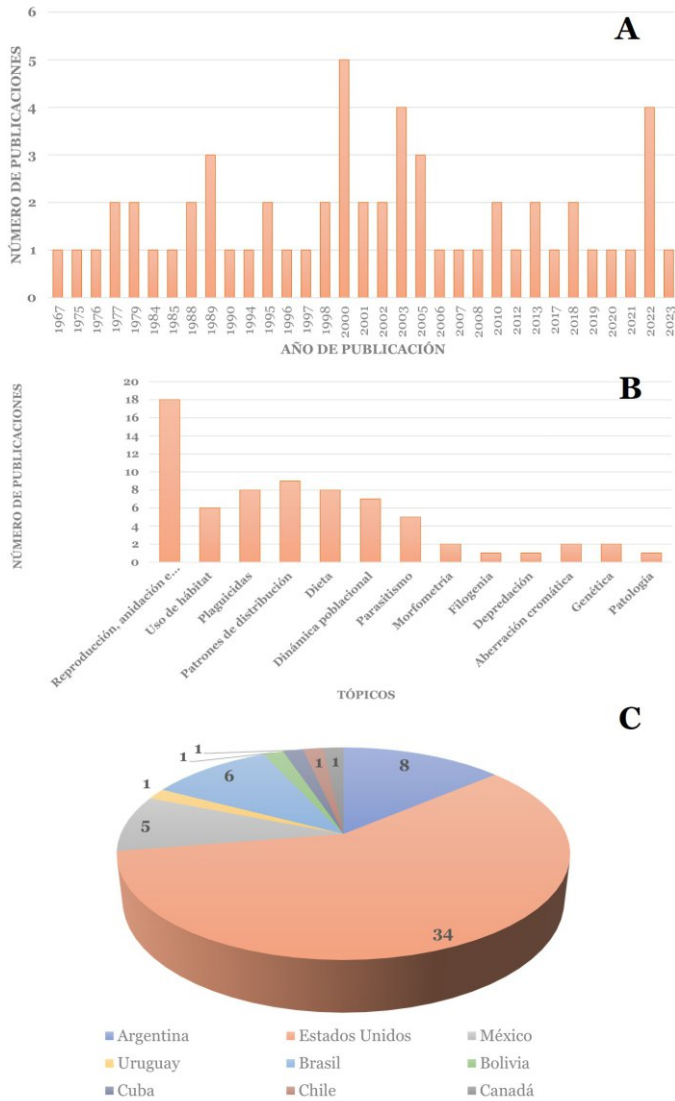 A
NÚMERO DE PUBLICACIONES
6
5
4
3
2
1
0
1967 1975 1976 1977 1979 1984 1985 1988 1989 1990 1994 1995 1996 1997 1998 2000 2001 2002 2003 2005 2006 2007 2008 2010 2012 2013 2017 2018 2019 2020 2021 2022 2023
AÑO DE PUBLICACIÓN
B
NÚMERO DE PUBLICACIONES
20
18
16
14
12
10
8
6
4
2
0
Reproducción, anidación e...
Uso de hábitat
Plaguicidas
Patrones de distribución
Dieta
Dinámica poblacional
Parasitismo
Morfometría
Filogenia
Depredación
Aberración cromática
Genética
Patología
TÓPICOS
C
1
1 1 1 8
1 6
5
34
Argentina Estados Unidos México
Uruguay Brasil Bolivia
Cuba Chile Canadá